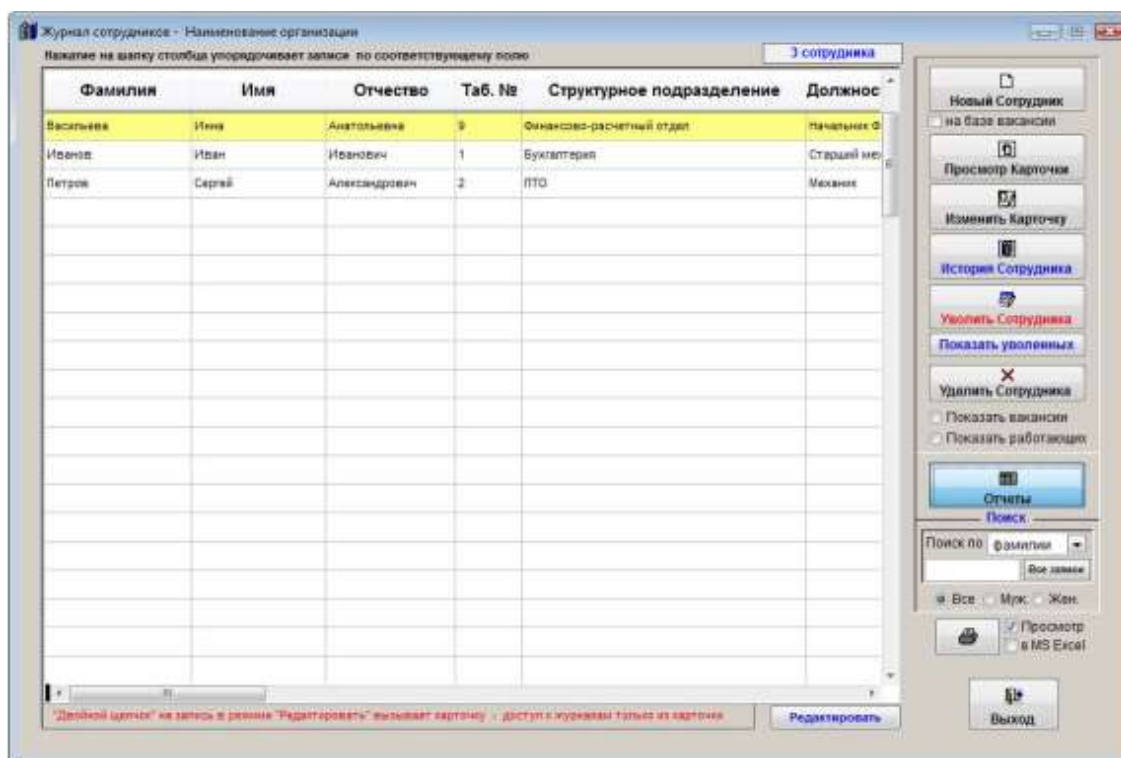 Журнал сотрудников - Наименование организации
Нажатие на шапку столбца упорядочивает записи по соответствующему полю
3 сотрудника
Фамилия Имя Отчество Таб. № Структурное подразделение Должнос
Васильева Инна Анатольевна 9 Финансово-расчетный отдел Начальник Ф
Иванов Иван Иванович 1 Бухгалтерия Старший мех
Петров Сергей Александрович 2 ПТО Механик
"Двойной щелчок" на запись в режиме "Редактировать" вызывает карточку - доступ к журналам только из карточки
Редактировать
Новый Сотрудник
на базе вакансии
Просмотр Карточки
Изменить Карточку
История Сотрудника
Уволить Сотрудника
Показать уволенных
Удалить Сотрудника
Показать вакансии
Показать работающих
Отчеты
Поиск
Поиск по фамилии
Все записи
Все Муж. Жен.
Просмотр
в MS Excel
Выход